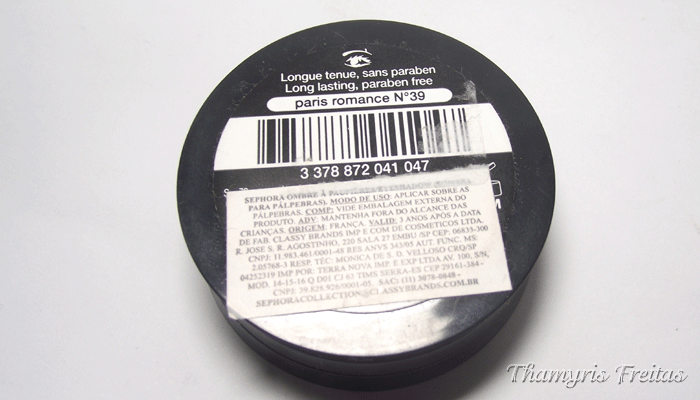 Longue tenue, sans paraben
Long lasting, paraben free
paris romance N°39
3 378 872 041 047
SEPHORA OMBRE À PAUPIÈRES/EYESHADOW (SOMBRA
PARA PÁLPEBRAS). MODO DE USO: APLICAR SOBRE AS
PÁLPEBRAS. COMP: VIDE EMBALAGEM EXTERNA DO
PRODUTO. ADV: MANTENHA FORA DO ALCANCE DAS
CRIANÇAS. ORIGEM: FRANÇA. VALID: 3 ANOS APÓS A DATA
DE FAB. CLASSY BRANDS IMP E COM DE COSMETICOS LTDA.
R. JOSE S. R. AGOSTINHO, 220 SALA 27 EMBU /SP CEP: 06833-300
CNPJ: 11.983.461/0001-48 RES ANVS 343/05 AUT. FUNC. MS:
2.05768-3 RESP. TÉC: MONICA DE S. D. VELLOSO CRQ/SP
04252319 IMP POR: TERRA NOVA IMP. E EXP LTDA AV. 100, S/N,
MOD. 14-15-16 Q D01 CJ 63 TIMS SERRA-ES CEP 29161-384-
CNPJ: 39.828.926/0001-05. SAC: (11) 3078-0848-
SEPHORACOLLECTION@CLASSYBRANDS.COM.BR
Thamyris Freitas